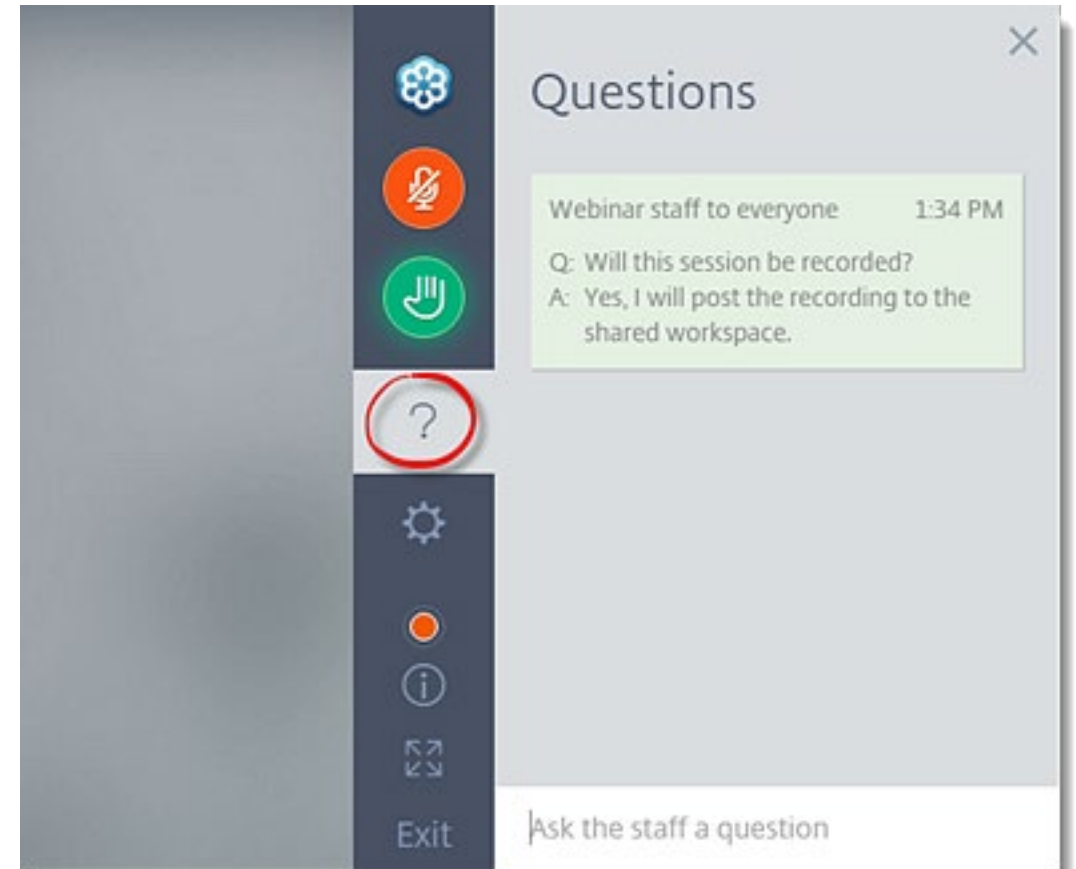 Questions
Webinar staff to everyone 1:34 PM
Q: Will this session be recorded?
A: Yes, I will post the recording to the
shared workspace.
?
Exit
Ask the staff a question